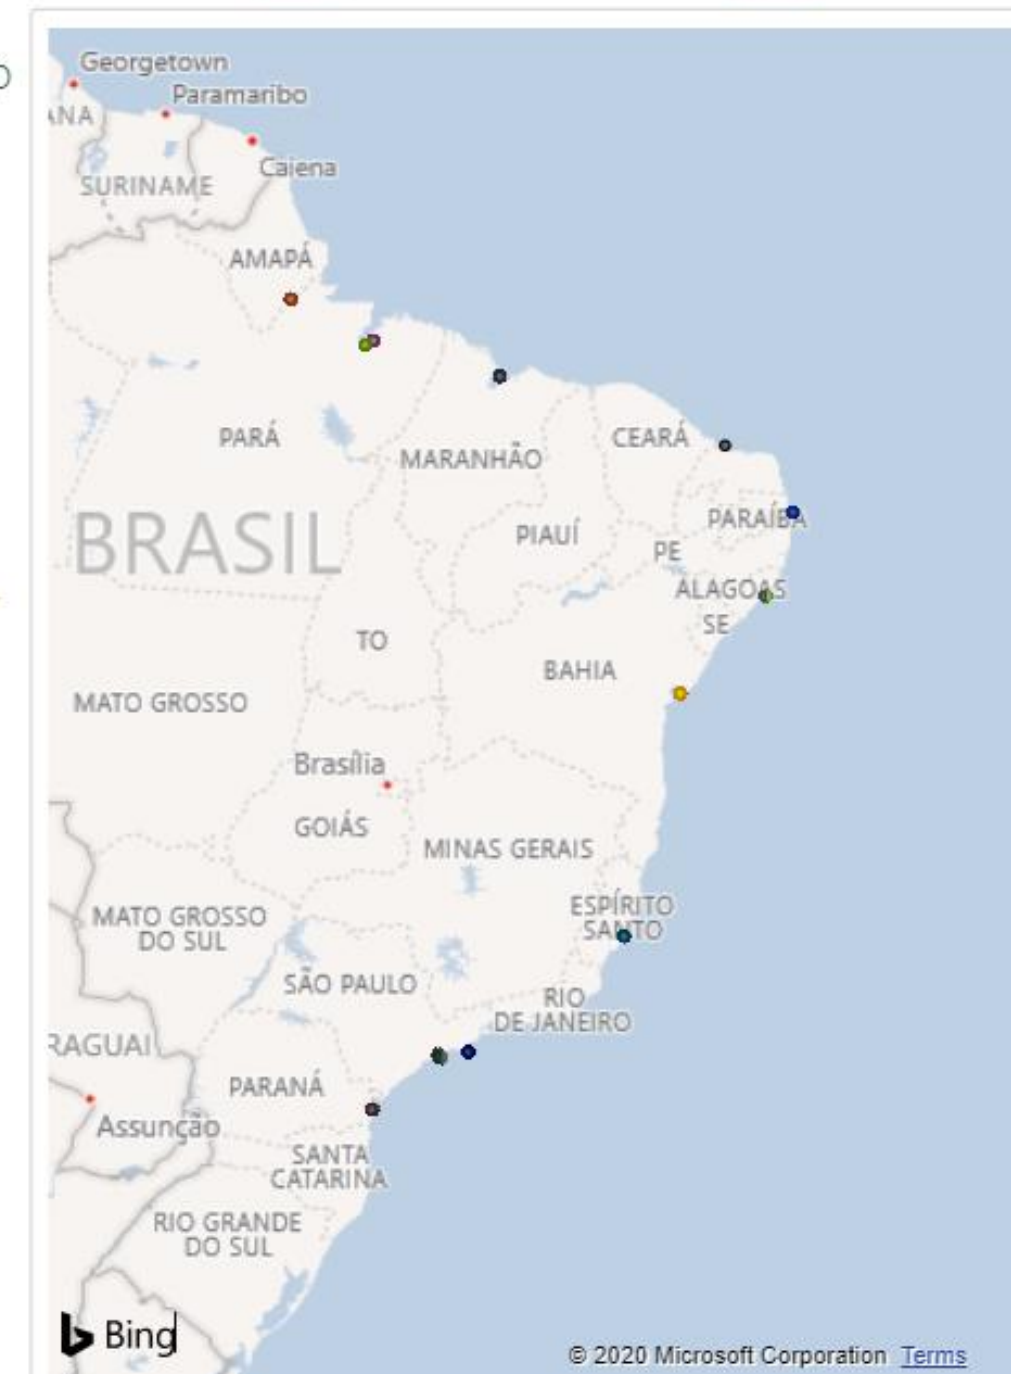 Georgetown
Paramaribo
ANA
Caiena
SURINAME
AMAPÁ
PARÁ
CEARÁ
MARANHÃO
BRASIL
PIAUÍ
PARAÍBA
PE
ALAGOAS
SE
TO
BAHIA
MATO GROSSO
Brasília
GOIÁS
MINAS GERAIS
ESPÍRITO
SANTO
MATO GROSSO
DO SUL
SÃO PAULO
RIO
DE JANEIRO
RAGUAI
PARANÁ
Assunção
SANTA
CATARINA
RIO GRANDE
DO SUL
Bing
© 2020 Microsoft Corporation Terms